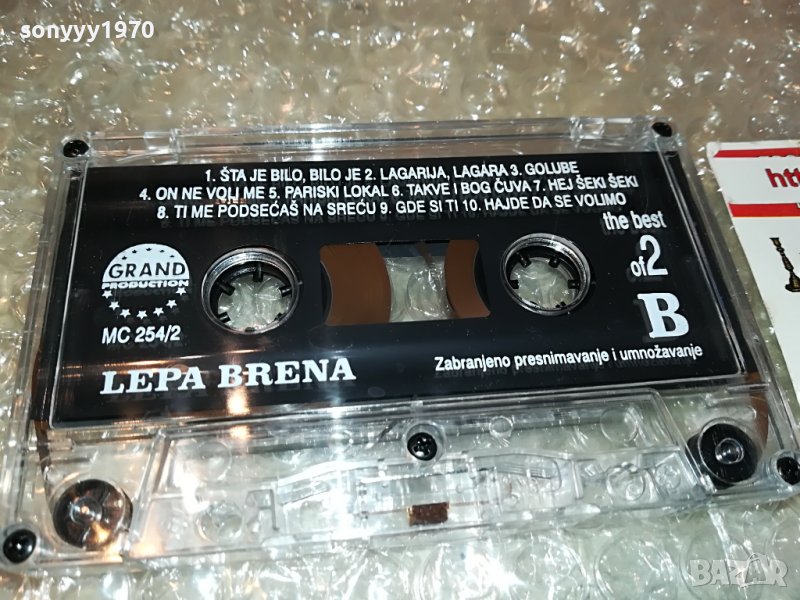 sonyyy1970
1. ŠTA JE BILO, BILO JE 2. LAGARIJA, LAGARA 3. GOLUBE
4. ON NE VOLI ME 5. PARISKI LOKAL 6. TAKVE I BOG ČUVA 7. HEJ ŠEKI ŠEKI
8. TI ME PODSEĆAŠ NA SREĆU 9. GDE SI TI 10. HAJDE DA SE VOLIMO
the best
of 2
B
GRAND
PRODUCTION
MC 254/2
LEPA BRENA
Zabranjeno presnimavanje i umnožavanje
BAZAR